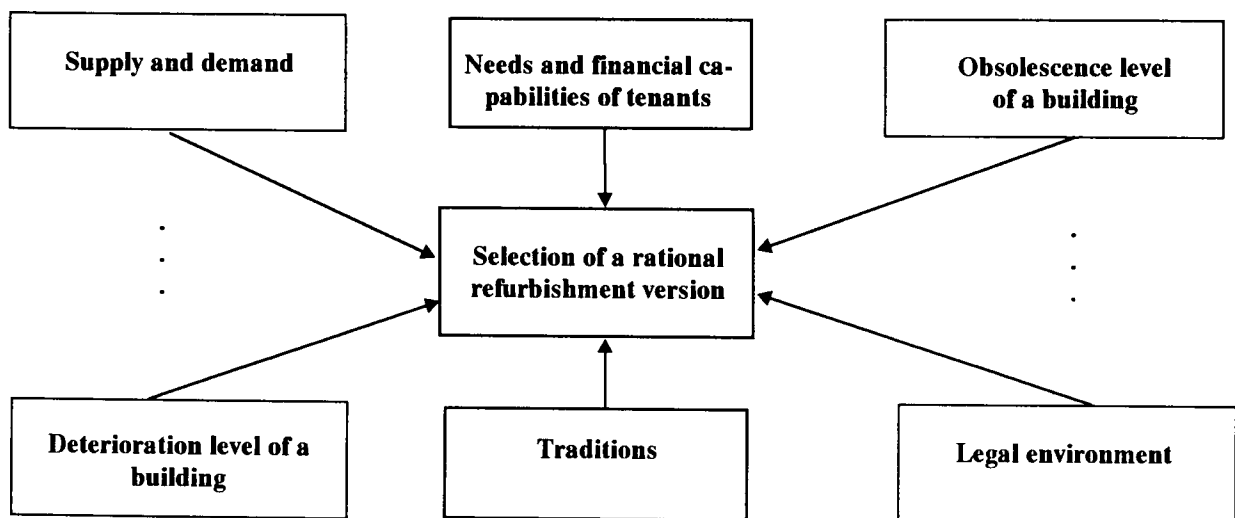 Supply and demand
Needs and financial ca-
pabilities of tenants
Obsolescence level
of a building
Selection of a rational
refurbishment version
Deterioration level of a
building
Traditions
Legal environment